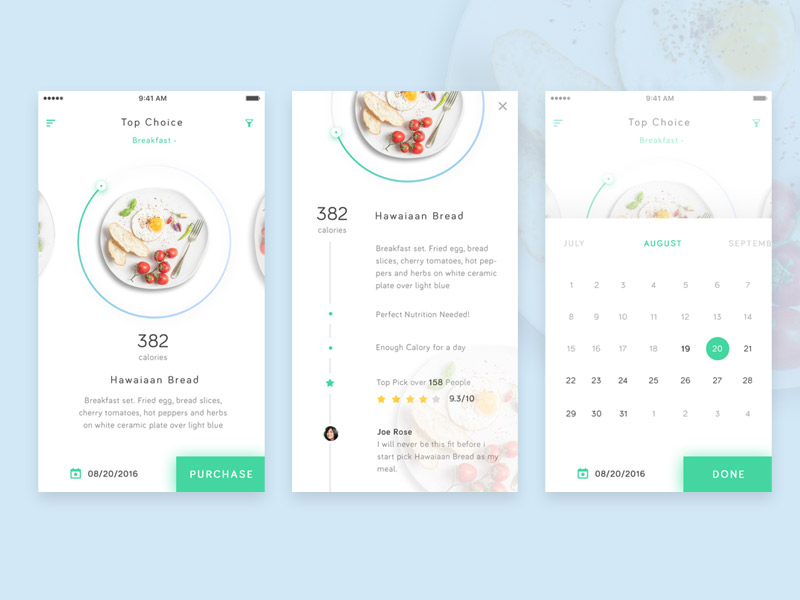 9:41 AM
Top Choice
Breakfast ›
382
calories
Hawaiaan Bread
Breakfast set. Fried egg, bread slices,
cherry tomatoes, hot peppers and herbs
on white ceramic plate over light blue
08/20/2016
PURCHASE
382
calories
Hawaiaan Bread
Breakfast set. Fried egg, bread
slices, cherry tomatoes, hot pep-
pers and herbs on white ceramic
plate over light blue
Perfect Nutrition Needed!
Enough Calory for a day
Top Pick over 158 People
9.3/10
Joe Rose
I will never be this fit before i
start pick Hawaiaan Bread as my
meal.
9:41 AM
Top Choice
Breakfast ›
JULY AUGUST SEPTEMB
1 2 3 4 5 6 7
8 9 10 11 12 13 14
15 16 17 18 19 20 21
22 23 24 25 26 27 28
29 30 31 1 2 3 4
08/20/2016
DONE